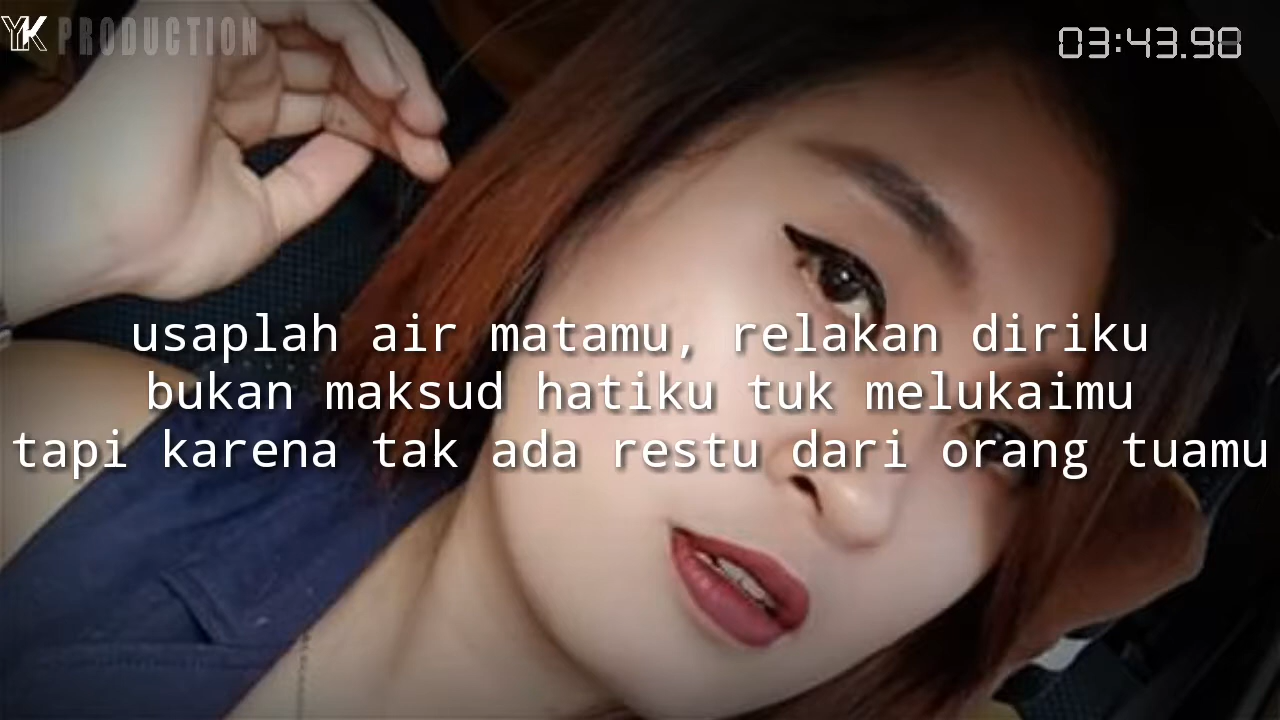 YK PRODUCTION
03:43.98
usaplah air matamu, relakan diriku
bukan maksud hatiku tuk melukaimu
tapi karena tak ada restu dari orang tuamu